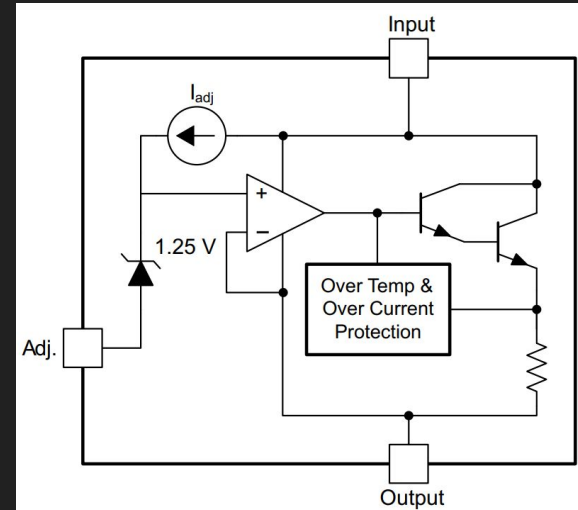 Input
Iadj
+
−
1.25 V
Over Temp &
Over Current
Protection
Adj.
Output